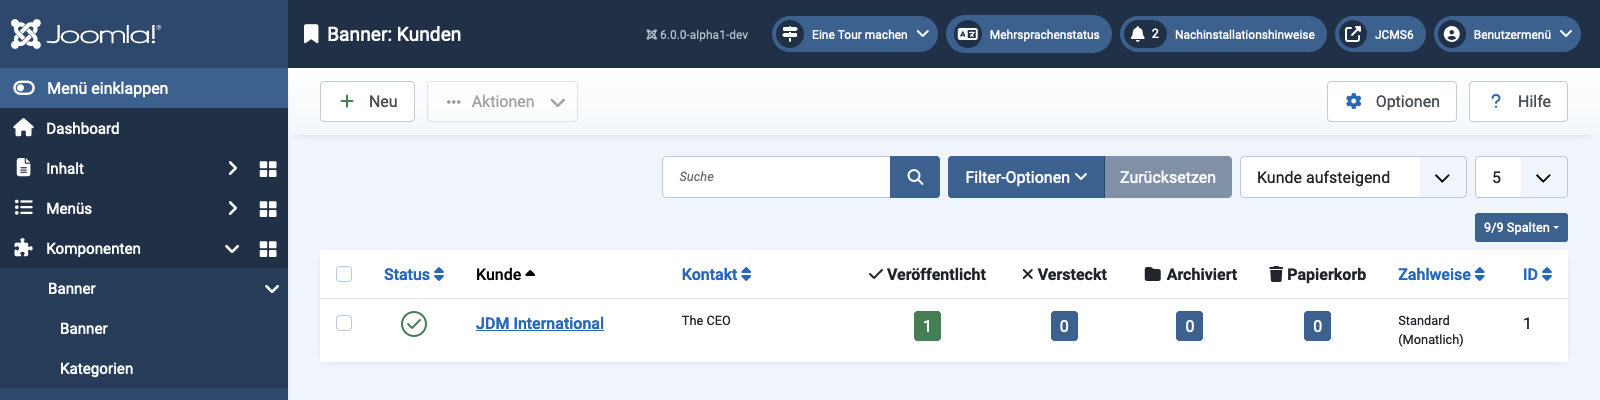 Joomla!®
Banner: Kunden
6.0.0-alpha1-dev
Eine Tour machen
Mehrsprachenstatus
2 Nachinstallationshinweise
JCMS6
Benutzermenü
Menü einklappen
Dashboard
Inhalt
Menüs
Komponenten
Banner
Banner
Kategorien
+ Neu
··· Aktionen
Optionen
? Hilfe
Suche
Filter-Optionen
Zurücksetzen
Kunde aufsteigend
5
9/9 Spalten
Status Kunde Kontakt Veröffentlicht Versteckt Archiviert Papierkorb Zahlweise ID
JDM International The CEO 1 0 0 0 Standard 1
(Monatlich)